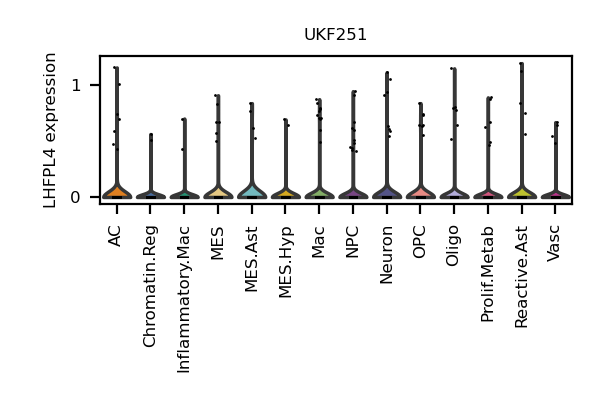 UKF251
LHFPL4 expression
1
0
AC
Chromatin.Reg
Inflammatory.Mac
MES
MES.Ast
MES.Hyp
Mac
NPC
Neuron
OPC
Oligo
Prolif.Metab
Reactive.Ast
Vasc